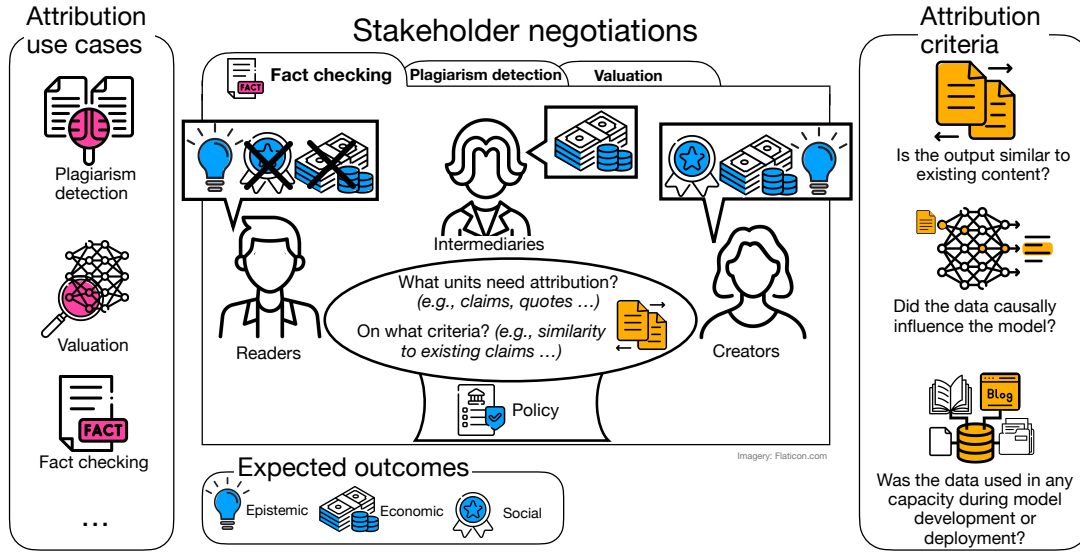 Attribution
use cases
Plagiarism
detection
Valuation
FACT
Fact checking
...
Stakeholder negotiations
FACT
Fact checking
Plagiarism detection
Valuation
Intermediaries
Readers
Creators
What units need attribution?
(e.g., claims, quotes ...)
On what criteria? (e.g., similarity
to existing claims ...)
Policy
Imagery: Flaticon.com
Expected outcomes
Epistemic
Economic
Social
Attribution
criteria
Is the output similar to
existing content?
Did the data causally
influence the model?
Blog
Was the data used in any
capacity during model
development or
deployment?